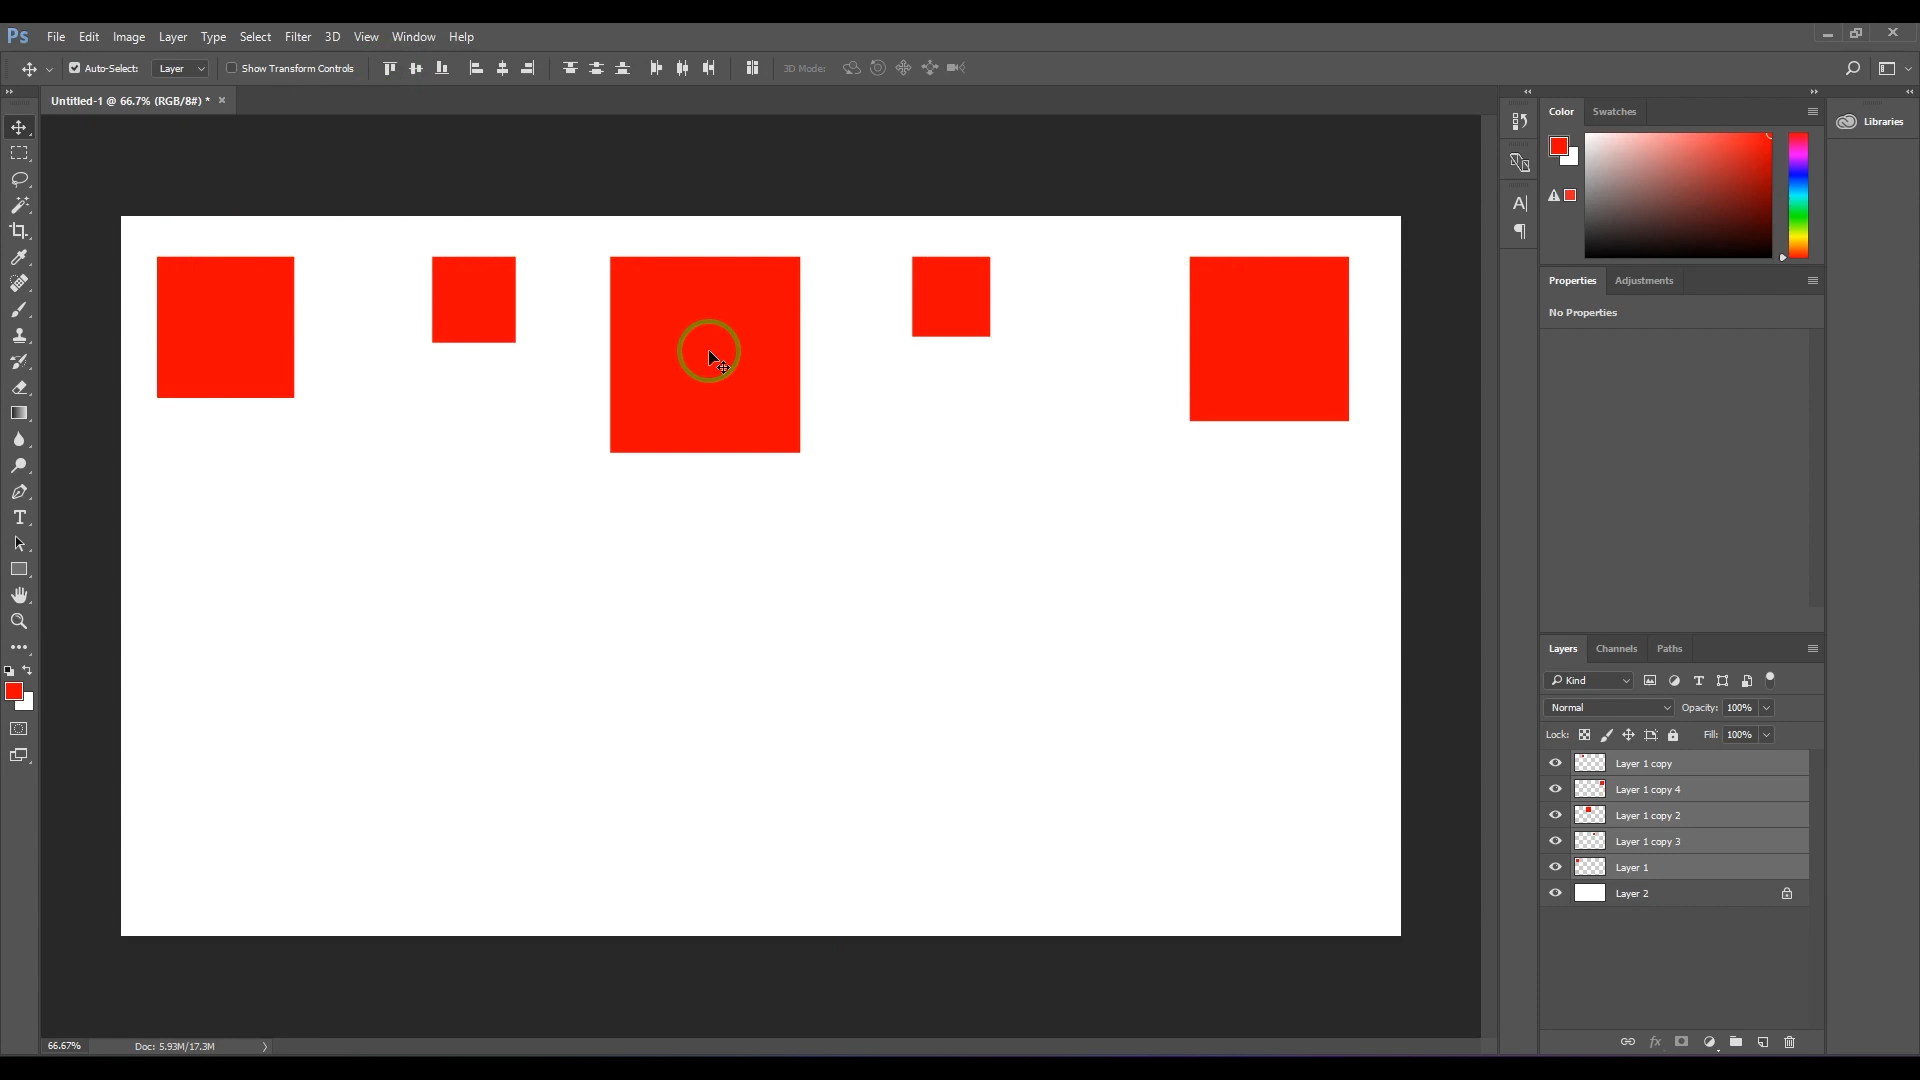 Ps File Edit Image Layer Type Select Filter 3D View Window Help
Auto-Select: Layer Show Transform Controls 3D Mode:
Untitled-1 @ 66.7% (RGB/8#) * ×
Color Swatches
Libraries
Properties Adjustments
No Properties
Layers Channels Paths
Kind
Normal Opacity: 100%
Lock: Fill: 100%
Layer 1 copy
Layer 1 copy 4
Layer 1 copy 2
Layer 1 copy 3
Layer 1
Layer 2
66.67% Doc: 5.93M/17.3M
fx